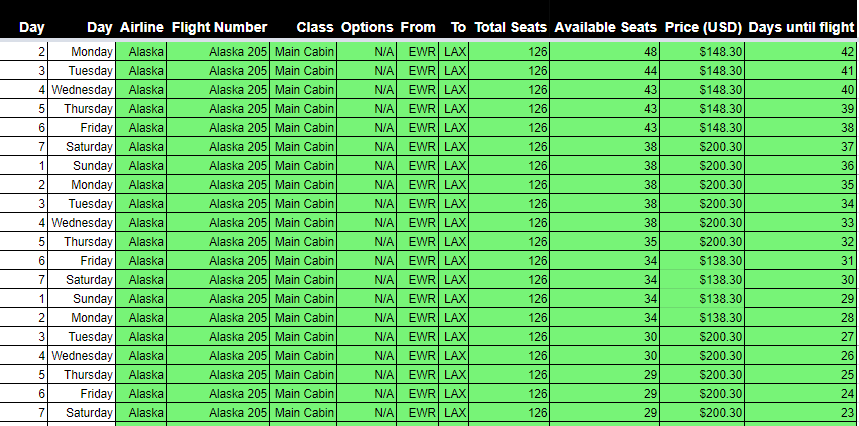 Day Day Airline Flight Number Class Options From To Total Seats Available Seats Price (USD) Days until flight
2 Monday Alaska Alaska 205 Main Cabin N/A EWR LAX 126 48 $148.30 42
3 Tuesday Alaska Alaska 205 Main Cabin N/A EWR LAX 126 44 $148.30 41
4 Wednesday Alaska Alaska 205 Main Cabin N/A EWR LAX 126 43 $148.30 40
5 Thursday Alaska Alaska 205 Main Cabin N/A EWR LAX 126 43 $148.30 39
6 Friday Alaska Alaska 205 Main Cabin N/A EWR LAX 126 43 $148.30 38
7 Saturday Alaska Alaska 205 Main Cabin N/A EWR LAX 126 38 $200.30 37
1 Sunday Alaska Alaska 205 Main Cabin N/A EWR LAX 126 38 $200.30 36
2 Monday Alaska Alaska 205 Main Cabin N/A EWR LAX 126 38 $200.30 35
3 Tuesday Alaska Alaska 205 Main Cabin N/A EWR LAX 126 38 $200.30 34
4 Wednesday Alaska Alaska 205 Main Cabin N/A EWR LAX 126 38 $200.30 33
5 Thursday Alaska Alaska 205 Main Cabin N/A EWR LAX 126 35 $200.30 32
6 Friday Alaska Alaska 205 Main Cabin N/A EWR LAX 126 34 $138.30 31
7 Saturday Alaska Alaska 205 Main Cabin N/A EWR LAX 126 34 $138.30 30
1 Sunday Alaska Alaska 205 Main Cabin N/A EWR LAX 126 34 $138.30 29
2 Monday Alaska Alaska 205 Main Cabin N/A EWR LAX 126 34 $138.30 28
3 Tuesday Alaska Alaska 205 Main Cabin N/A EWR LAX 126 30 $200.30 27
4 Wednesday Alaska Alaska 205 Main Cabin N/A EWR LAX 126 30 $200.30 26
5 Thursday Alaska Alaska 205 Main Cabin N/A EWR LAX 126 29 $200.30 25
6 Friday Alaska Alaska 205 Main Cabin N/A EWR LAX 126 29 $200.30 24
7 Saturday Alaska Alaska 205 Main Cabin N/A EWR LAX 126 29 $200.30 23